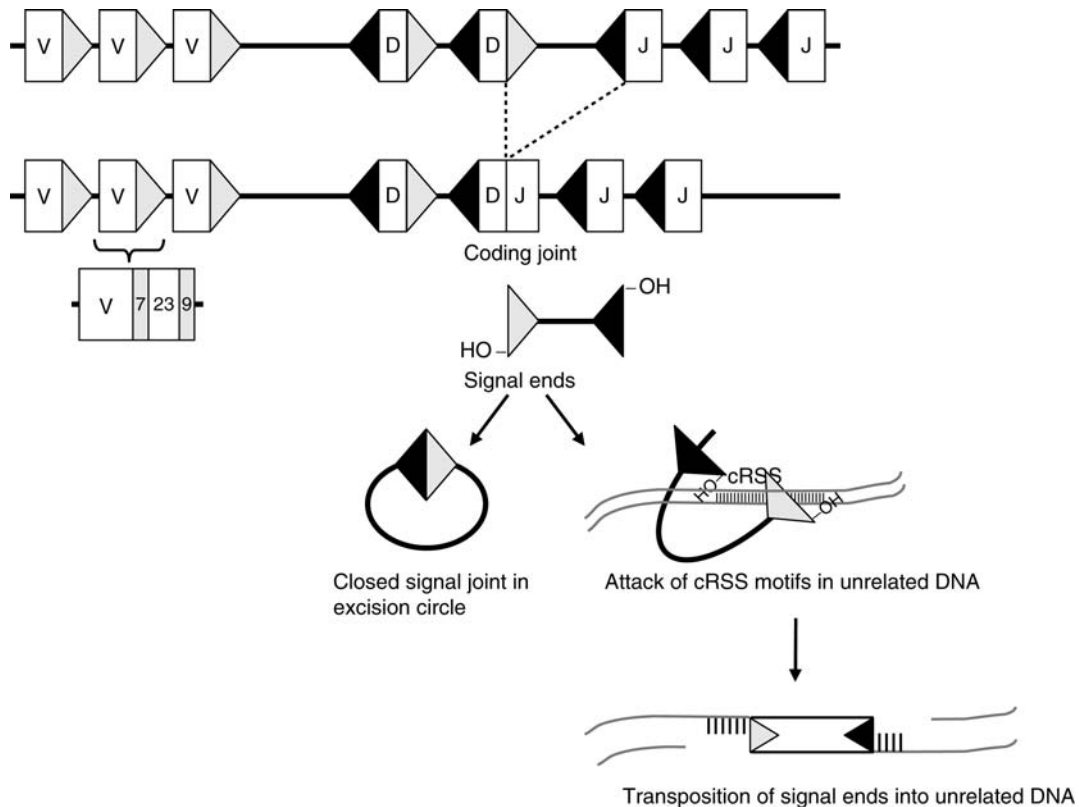 V V V D D J J J
V V V D D J J J
Coding joint
V 7 23 9
–OH
HO–
Signal ends
cRSS
HO–
–OH
Closed signal joint in
excision circle
Attack of cRSS motifs in unrelated DNA
Transposition of signal ends into unrelated DNA